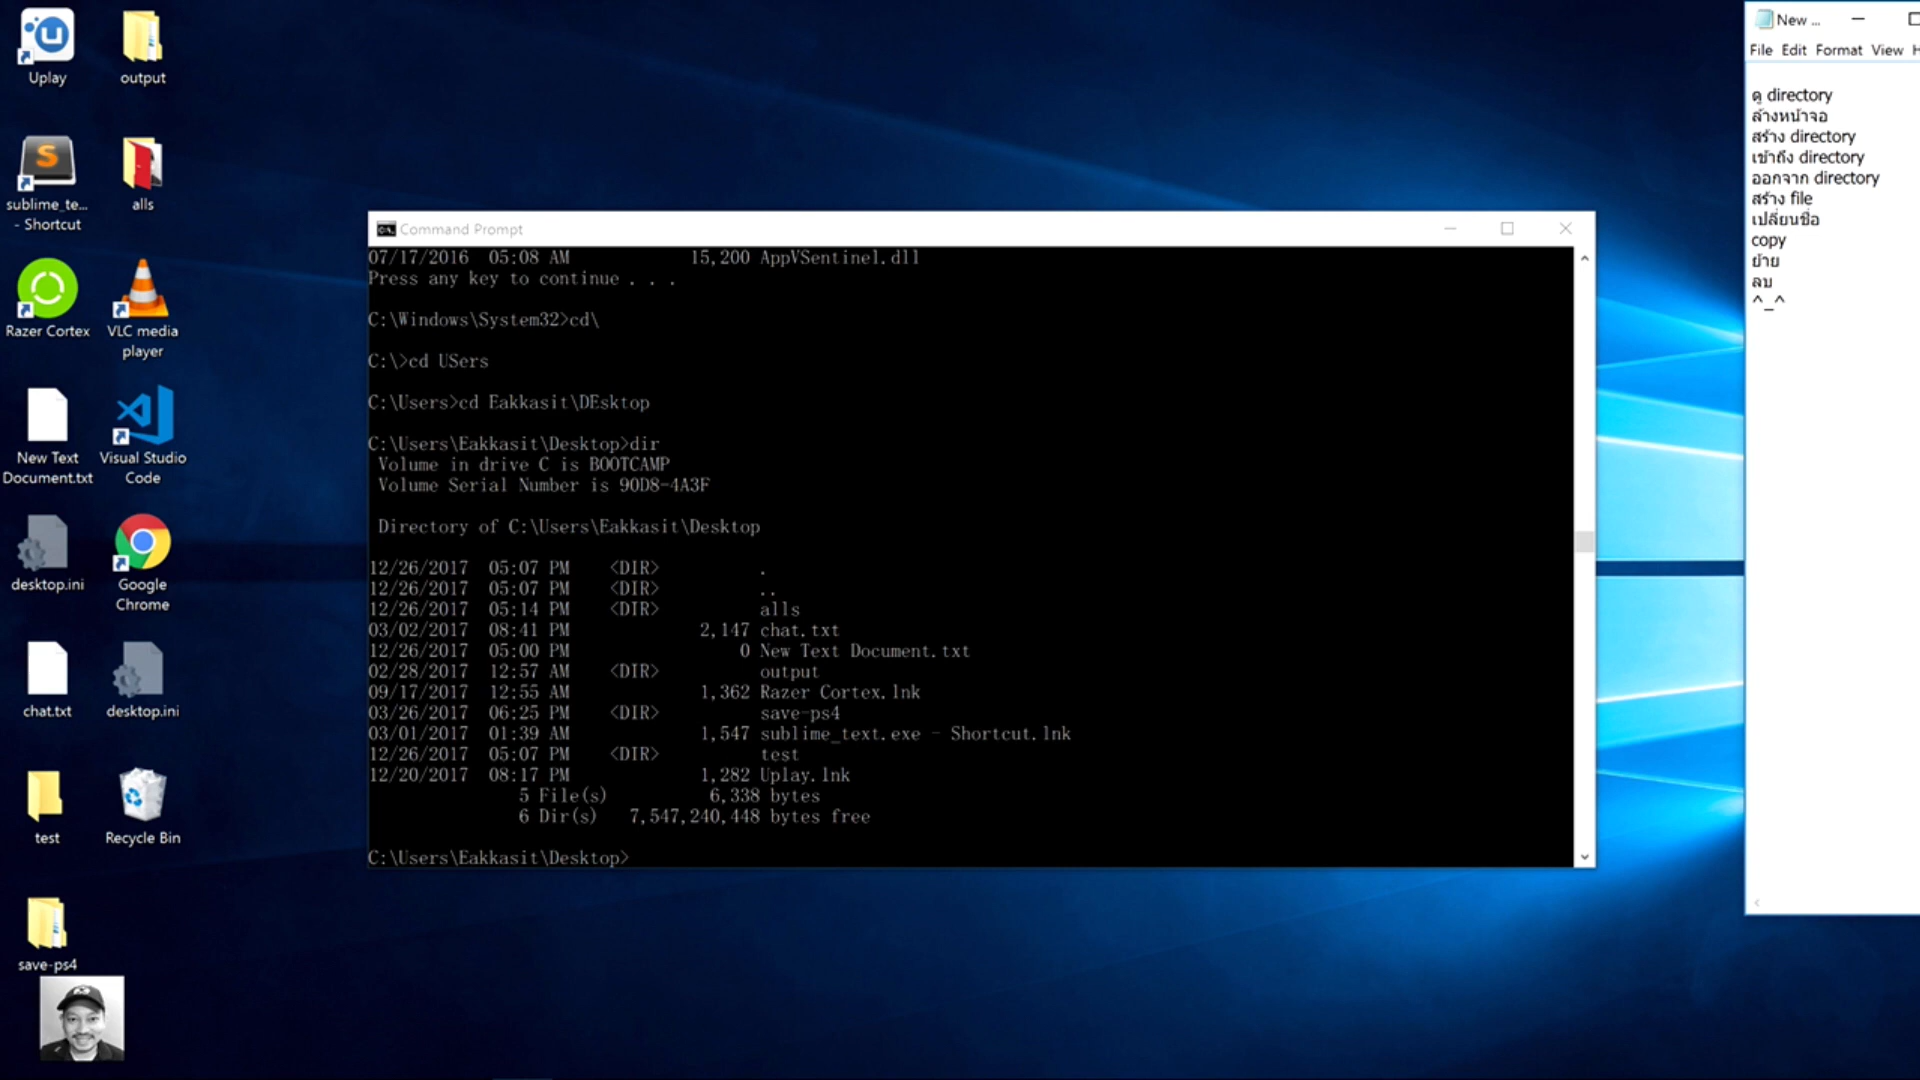 Uplay
output
sublime_te...
- Shortcut
alls
Razer Cortex
VLC media
player
New Text
Document.txt
Visual Studio
Code
desktop.ini
Google
Chrome
chat.txt
desktop.ini
test
Recycle Bin
save-ps4
Command Prompt
07/17/2016  05:08 AM            15,200 AppVSentinel.dll
Press any key to continue . . .
C:\Windows\System32>cd\
C:\>cd USers
C:\Users>cd Eakkasit\DEsktop
C:\Users\Eakkasit\Desktop>dir
 Volume in drive C is BOOTCAMP
 Volume Serial Number is 90D8-4A3F
 Directory of C:\Users\Eakkasit\Desktop
12/26/2017  05:07 PM    <DIR>          .
12/26/2017  05:07 PM    <DIR>          ..
12/26/2017  05:14 PM    <DIR>          alls
03/02/2017  08:41 PM             2,147 chat.txt
12/26/2017  05:00 PM                 0 New Text Document.txt
02/28/2017  12:57 AM    <DIR>          output
09/17/2017  12:55 AM             1,362 Razer Cortex.lnk
03/26/2017  06:25 PM    <DIR>          save-ps4
03/01/2017  01:39 AM             1,547 sublime_text.exe - Shortcut.lnk
12/26/2017  05:07 PM    <DIR>          test
12/20/2017  08:17 PM             1,282 Uplay.lnk
               5 File(s)          6,338 bytes
               6 Dir(s)   7,547,240,448 bytes free
C:\Users\Eakkasit\Desktop>
New ...
File Edit Format View H
ดู directory
ล้างหน้าจอ
สร้าง directory
เข้าถึง directory
ออกจาก directory
สร้าง file
เปลี่ยนชื่อ
copy
ย้าย
ลบ
^_^